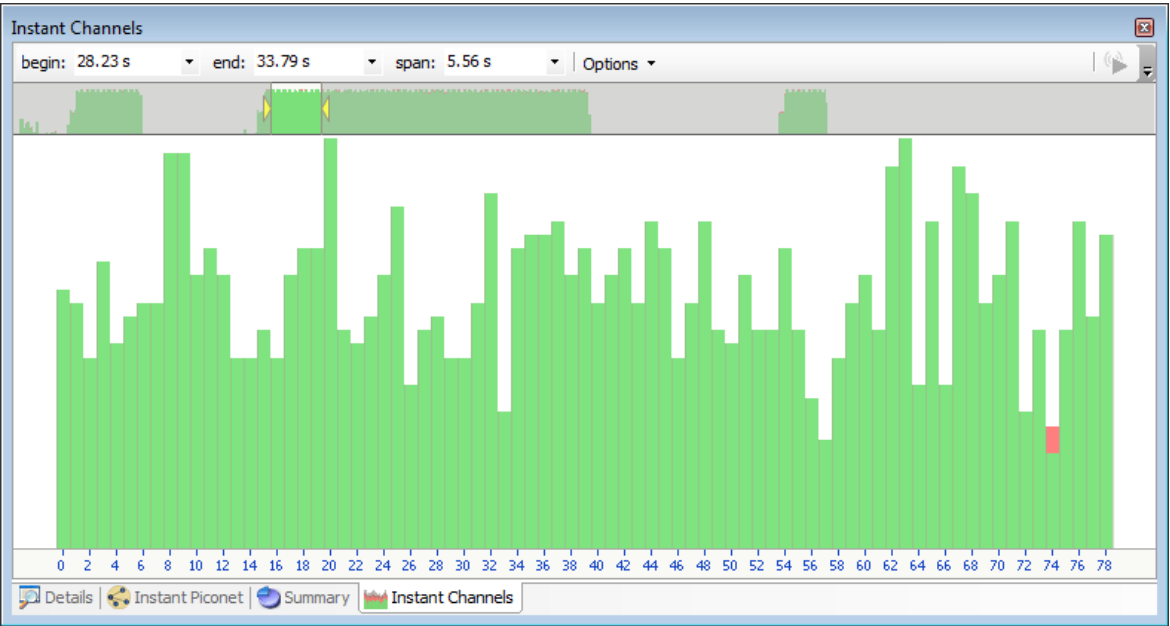 Instant Channels
begin: 28.23 s end: 33.79 s span: 5.56 s Options
0 2 4 6 8 10 12 14 16 18 20 22 24 26 28 30 32 34 36 38 40 42 44 46 48 50 52 54 56 58 60 62 64 66 68 70 72 74 76 78
Details Instant Piconet Summary Instant Channels